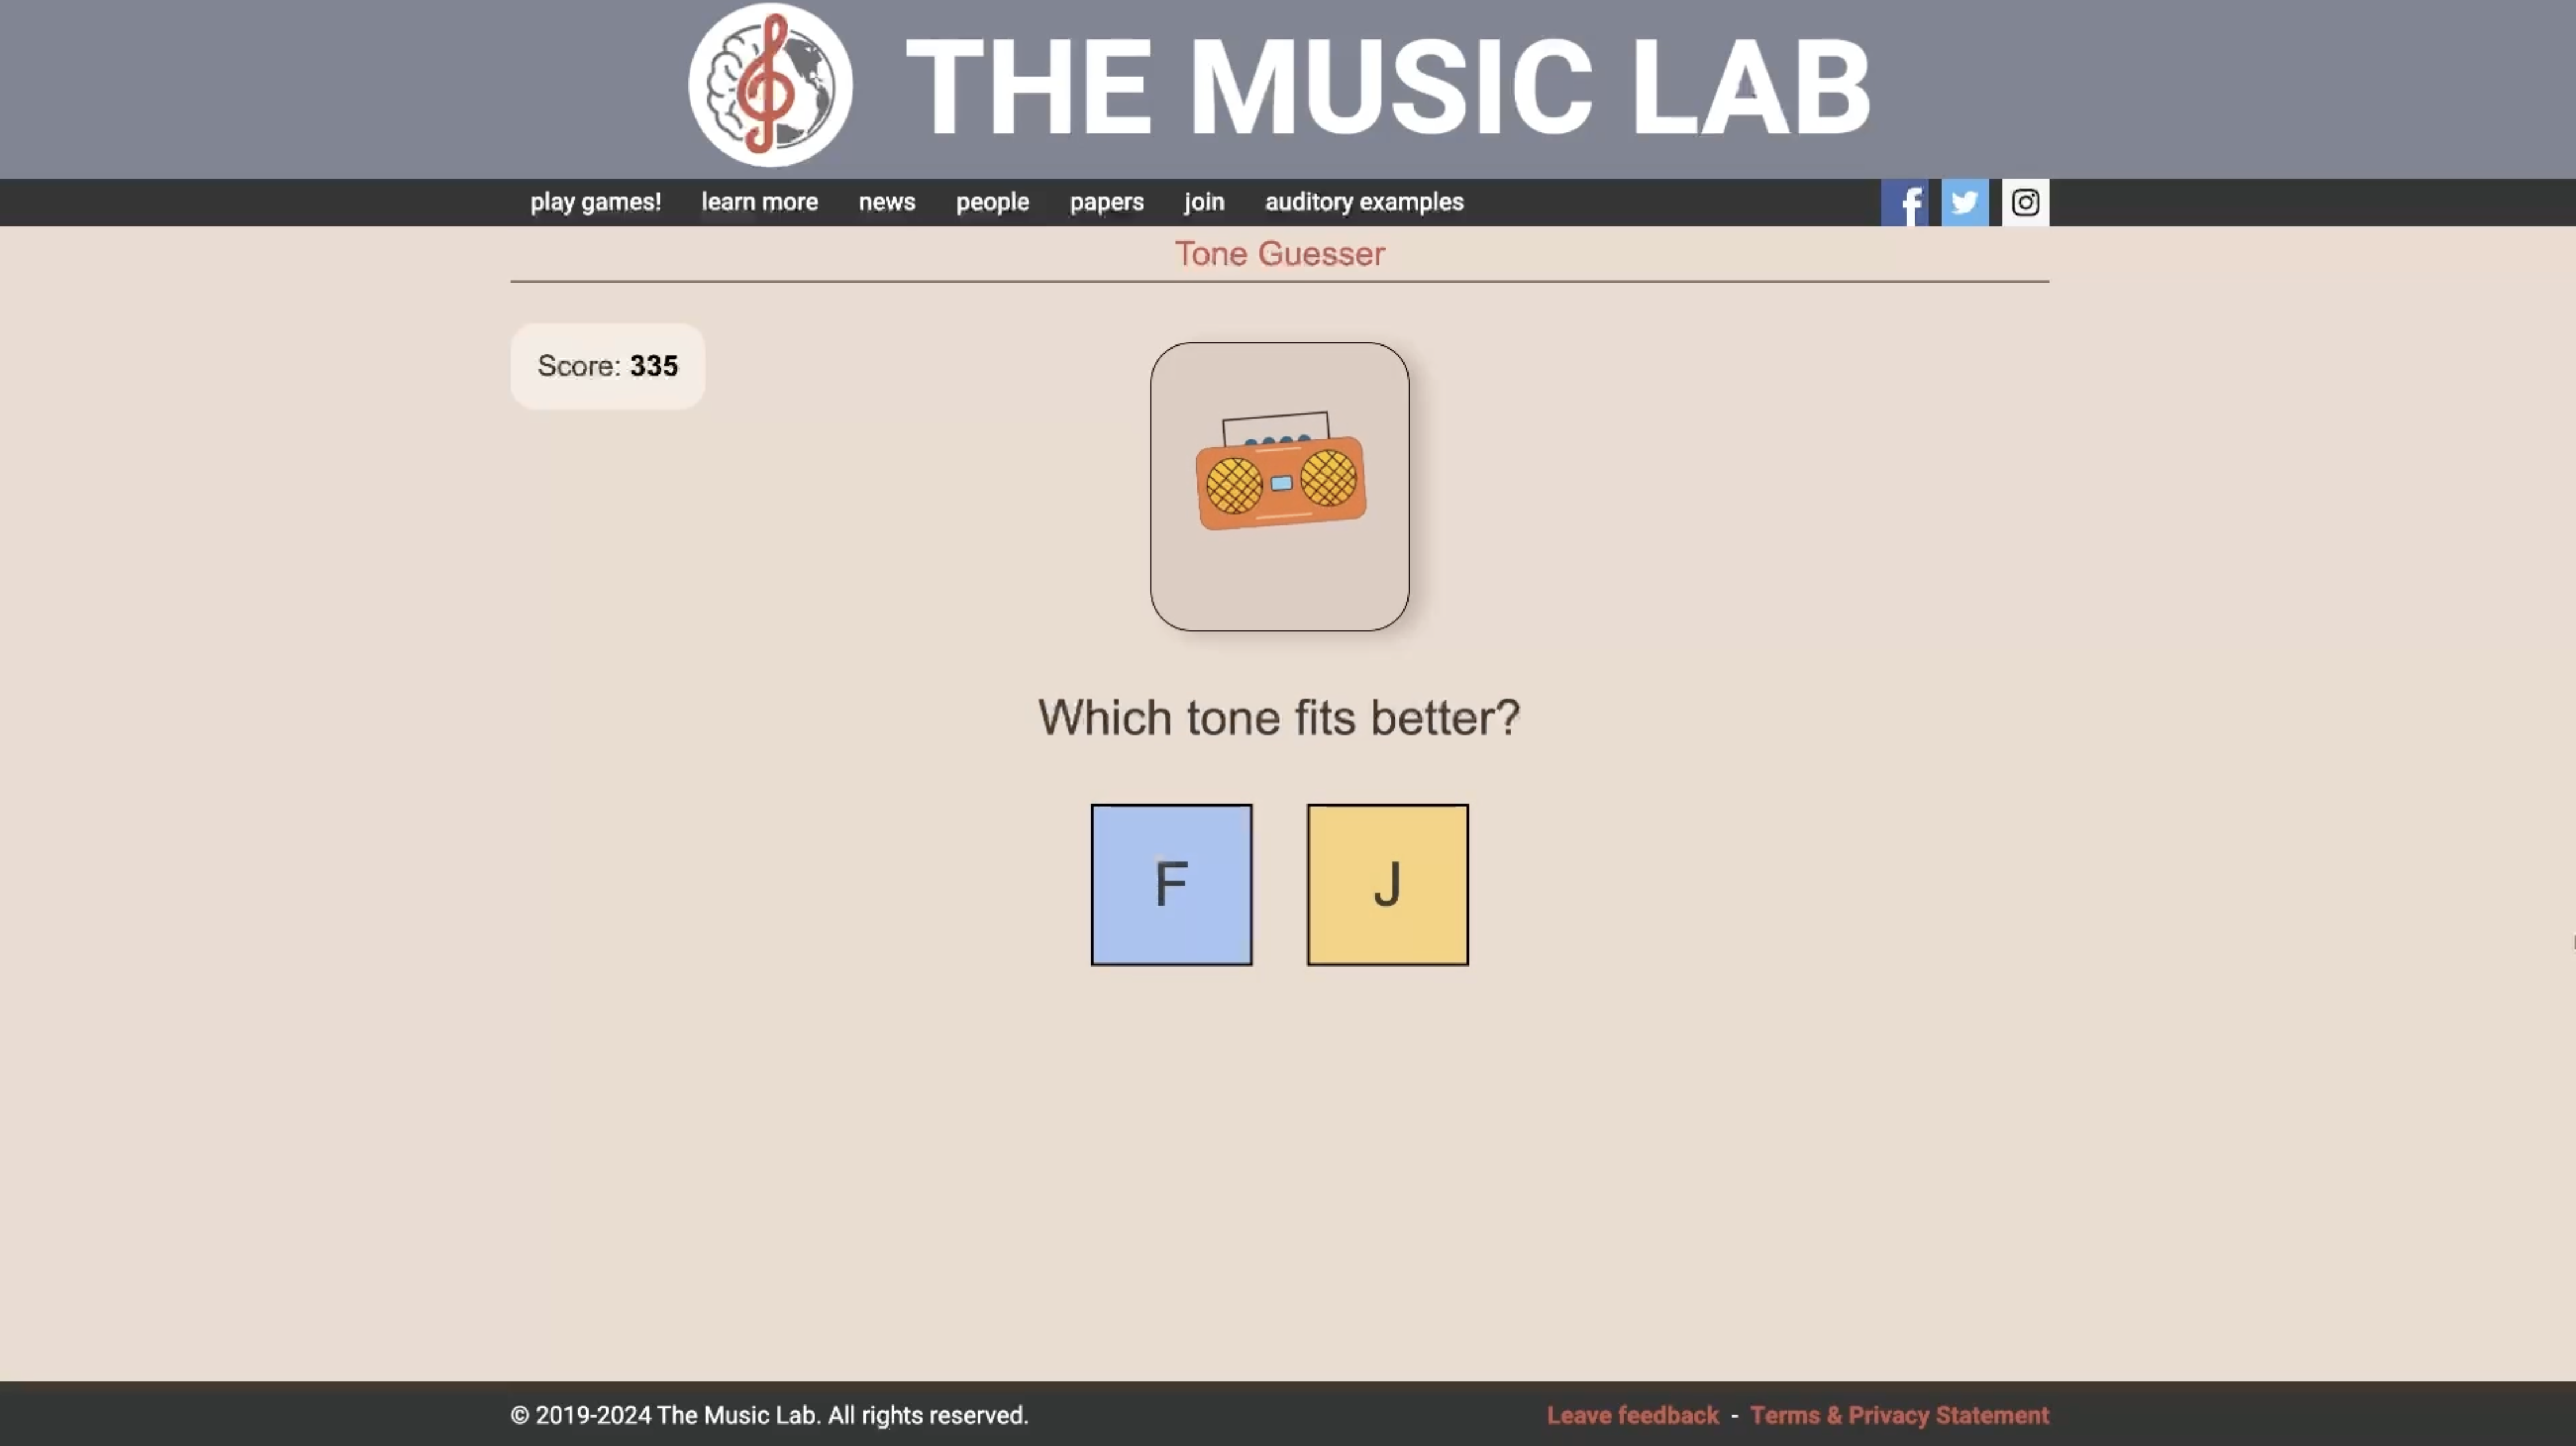 THE MUSIC LAB
play games! learn more news people papers join auditory examples
Tone Guesser
Score: 335
Which tone fits better?
F J
© 2019-2024 The Music Lab. All rights reserved. Leave feedback - Terms & Privacy Statement